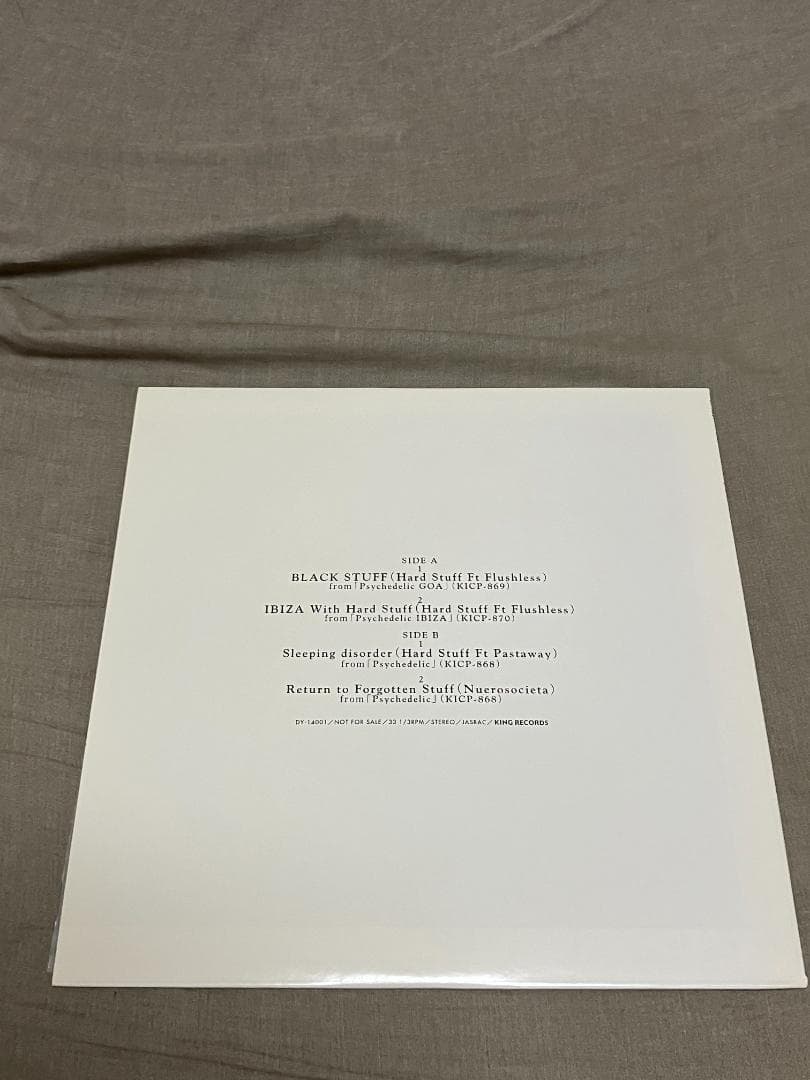 SIDE A
1
BLACK STUFF(Hard Stuff Ft Flushless)
from「Psychedelic GOA」(KICP-869)
2
IBIZA With Hard Stuff(Hard Stuff Ft Flushless)
from「Psychedelic IBIZA」(KICP-870)
SIDE B
1
Sleeping disorder(Hard Stuff Ft Pastaway)
from「Psychedelic」(KICP-868)
2
Return to Forgotten Stuff(Nuerosocieta)
from「Psychedelic」(KICP-868)
DY-14001/NOT FOR SALE/33 1/3RPM/STEREO/JASRAC/KING RECORDS